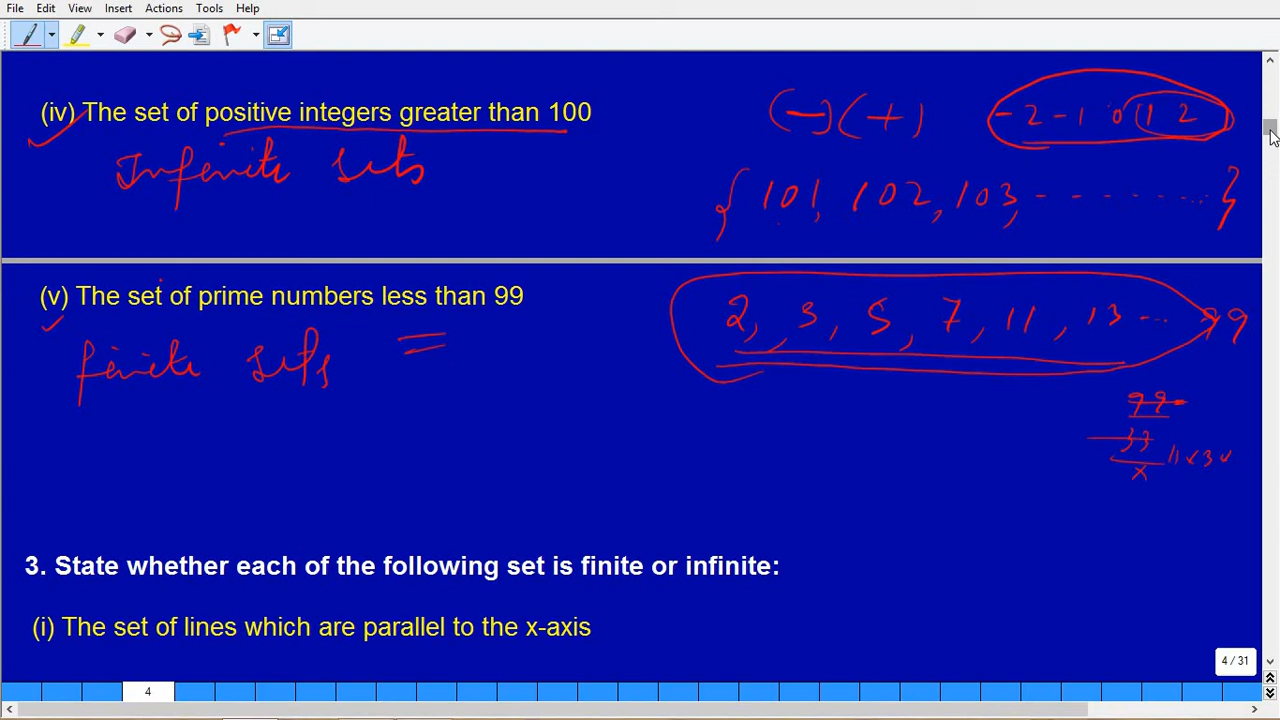 File Edit View Insert Actions Tools Help
(iv) The set of positive integers greater than 100
(-)(+)
-2 -1 0 1 2
Infinite sets
{101, 102, 103, - - - - - - - ... }
(v) The set of prime numbers less than 99
2, 3, 5, 7, 11, 13 ... 99
finite sets =
99
33
x 11x3x
3. State whether each of the following set is finite or infinite:
(i) The set of lines which are parallel to the x-axis
4 / 31
4